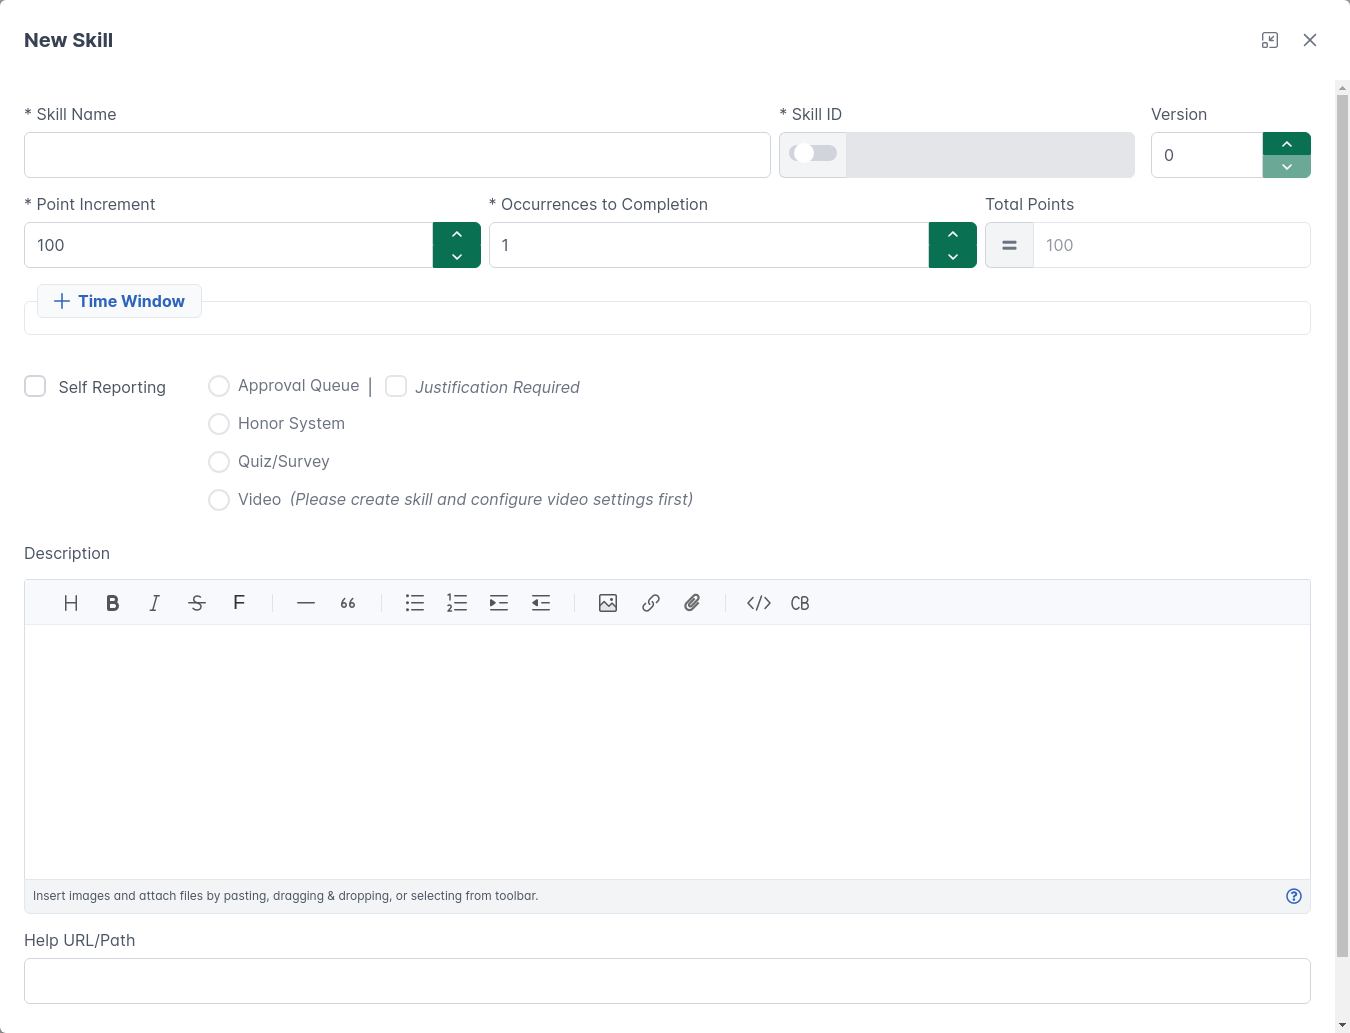 New Skill
* Skill Name
* Skill ID
Version
0
* Point Increment
* Occurrences to Completion
Total Points
100
1
=
100
+ Time Window
Self Reporting
Approval Queue |
Justification Required
Honor System
Quiz/Survey
Video (Please create skill and configure video settings first)
Description
H B I S F — 66 </> CB
Insert images and attach files by pasting, dragging & dropping, or selecting from toolbar.
?
Help URL/Path